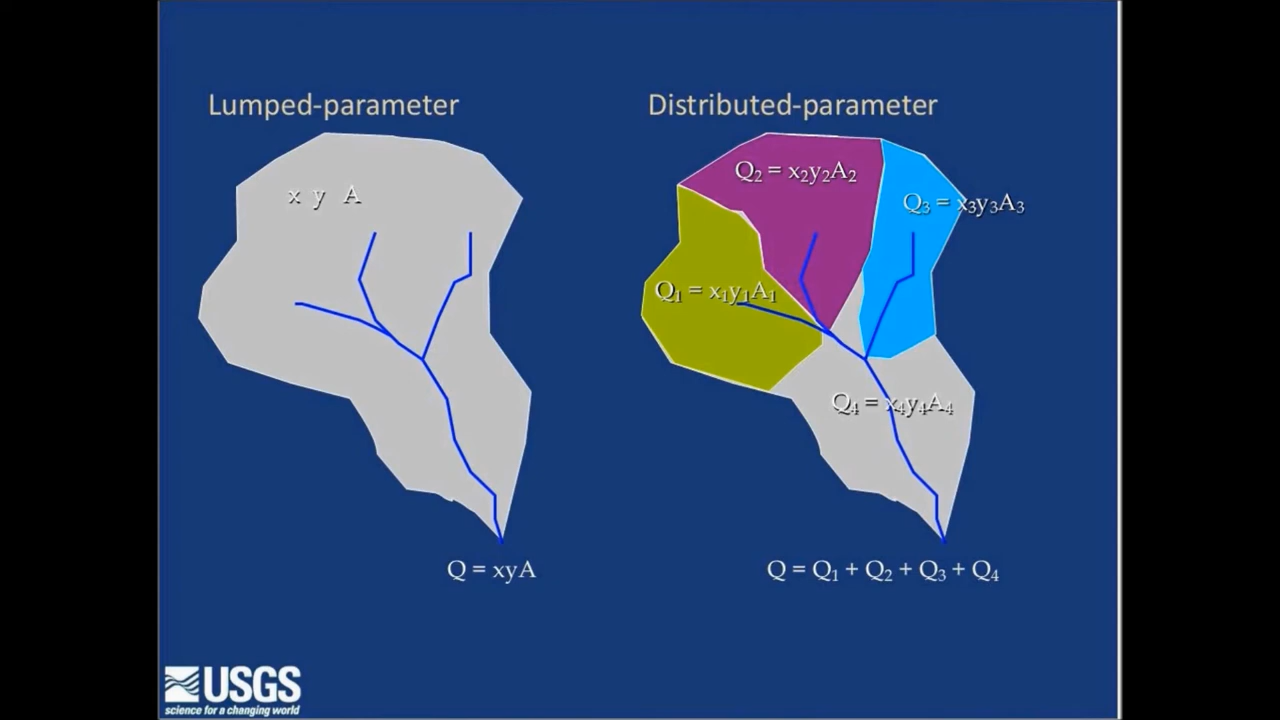 Lumped-parameter
x y A
Q = xyA
Distributed-parameter
Q₂ = x₂y₂A₂
Q₃ = x₃y₃A₃
Q₁ = x₁y₁A₁
Q₄ = x₄y₄A₄
Q = Q₁ + Q₂ + Q₃ + Q₄
USGS
science for a changing world